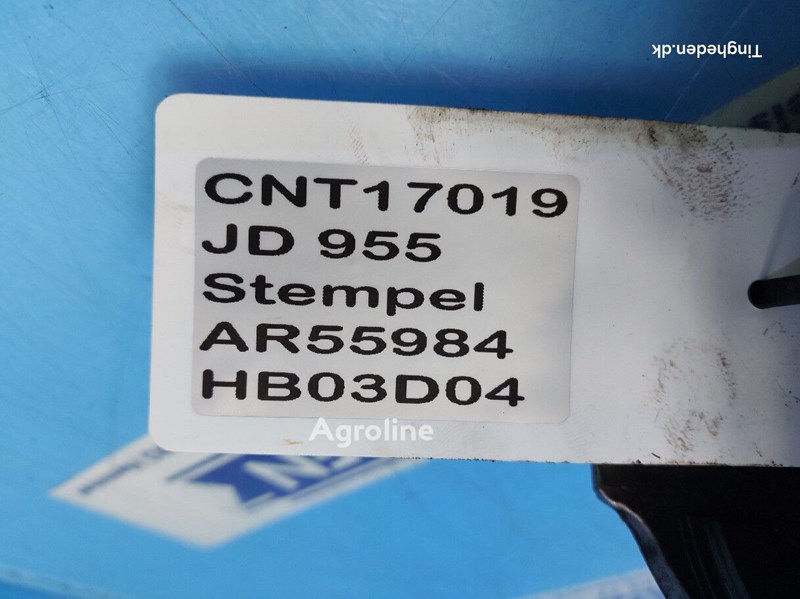 Tingheden.dk
CNT17019
JD 955
Stempel
AR55984
HB03D04
Agroline